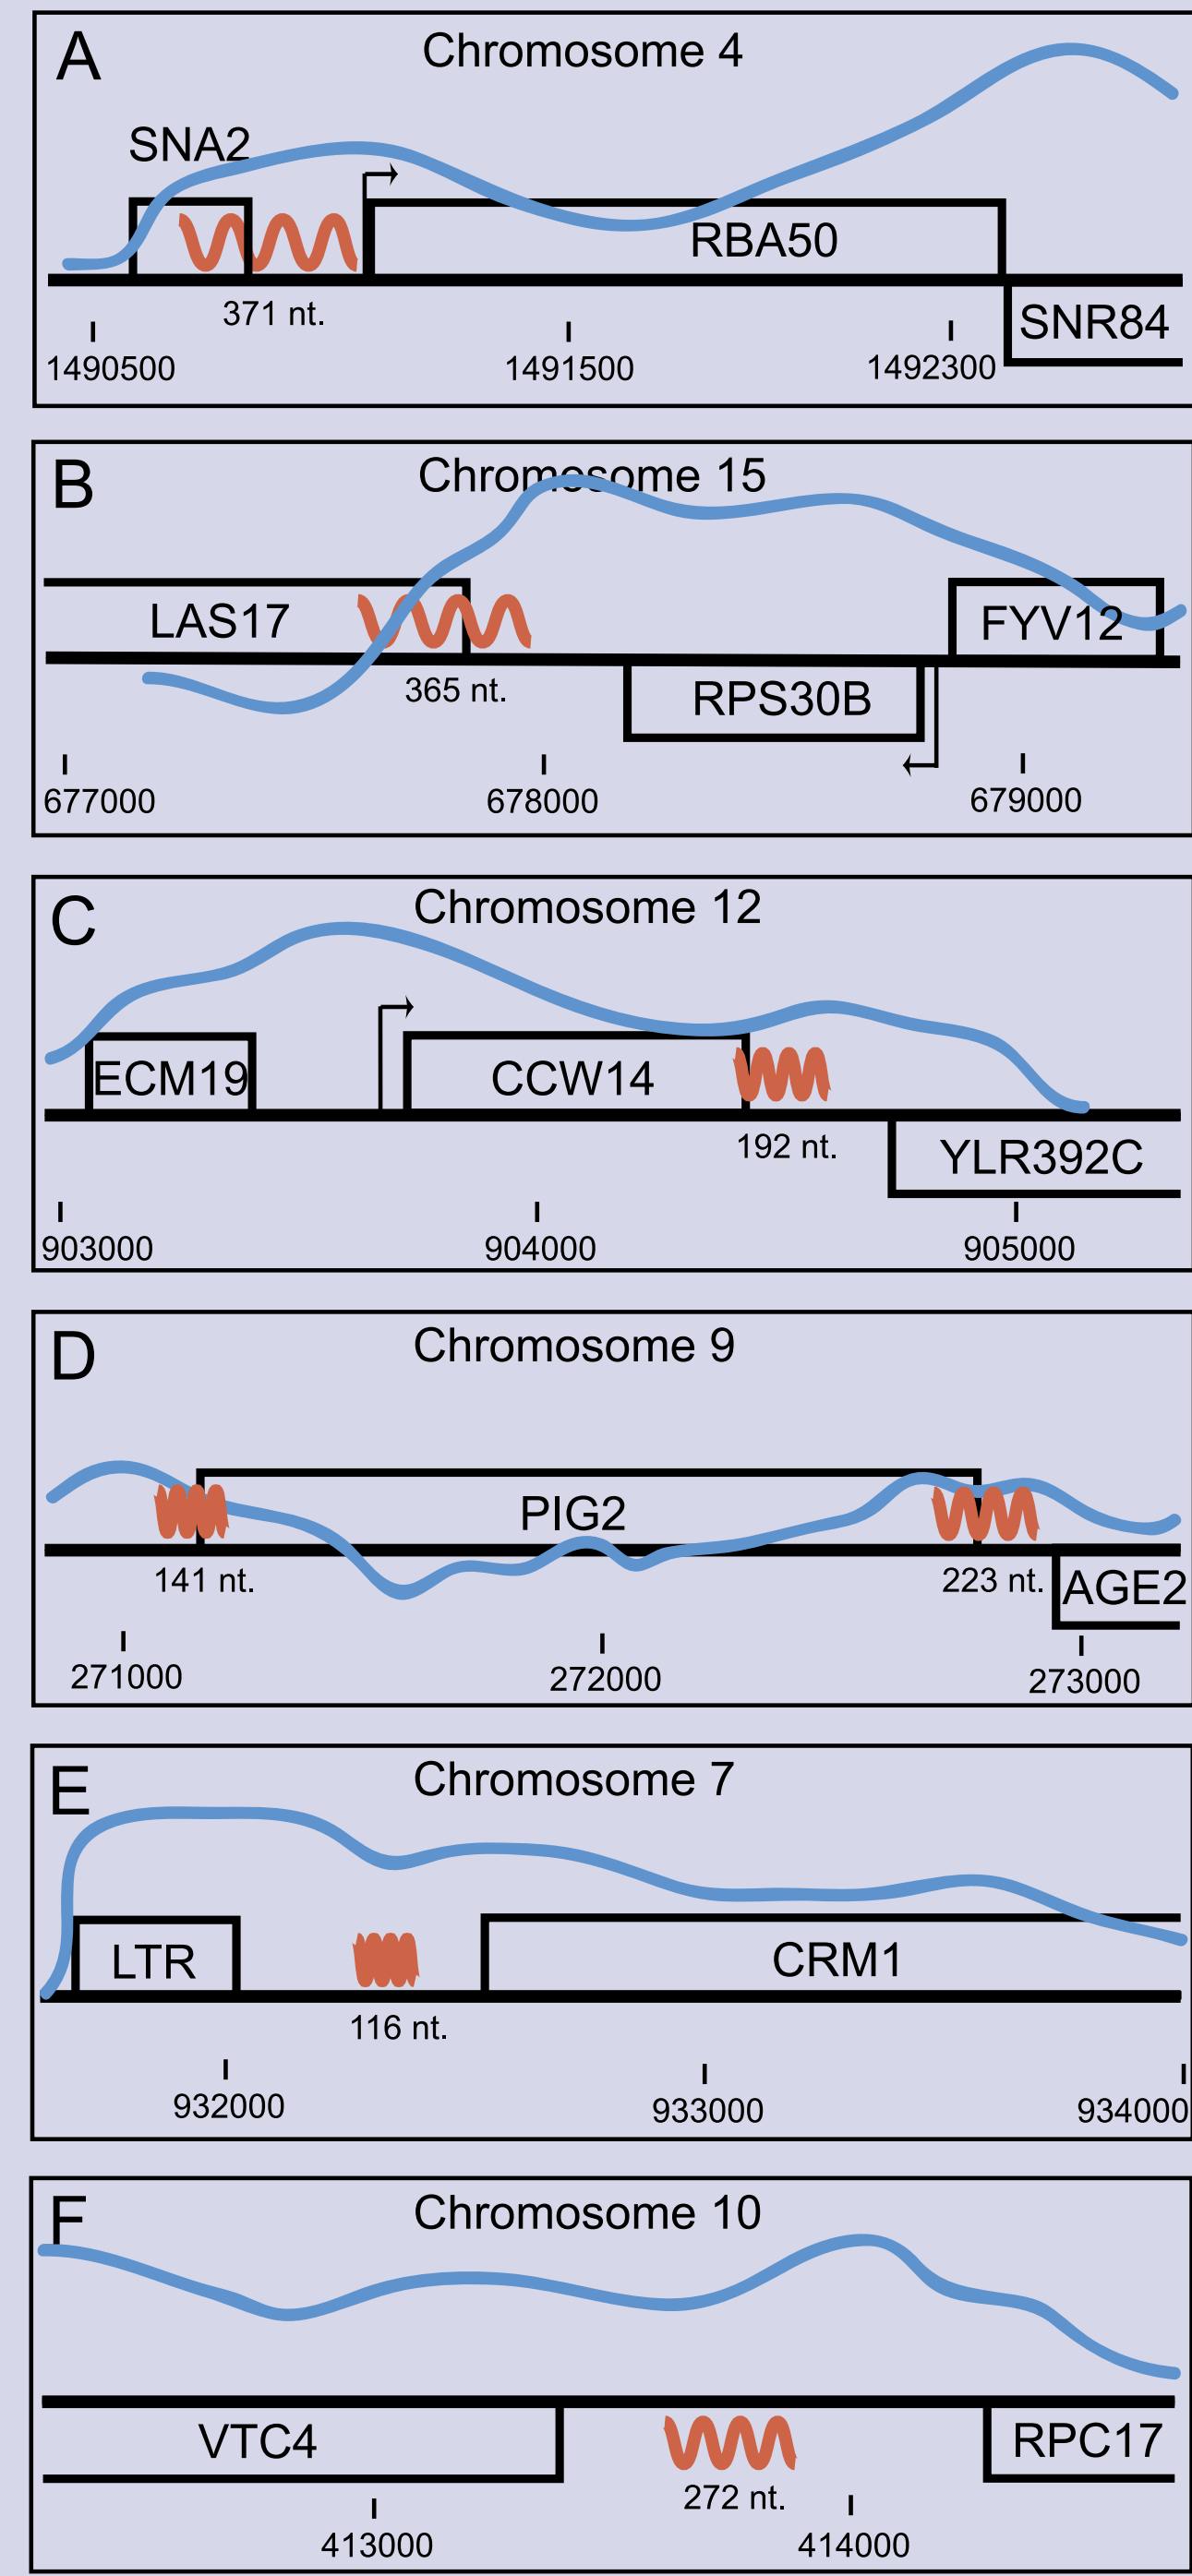 A
Chromosome 4
SNA2
RBA50
371 nt.
SNR84
1490500
1491500
1492300
B
Chromosome 15
LAS17
FYV12
365 nt.
RPS30B
677000
678000
679000
C
Chromosome 12
ECM19
CCW14
192 nt.
YLR392C
903000
904000
905000
D
Chromosome 9
PIG2
141 nt.
223 nt.
AGE2
271000
272000
273000
E
Chromosome 7
LTR
CRM1
116 nt.
932000
933000
934000
F
Chromosome 10
VTC4
RPC17
272 nt.
413000
414000